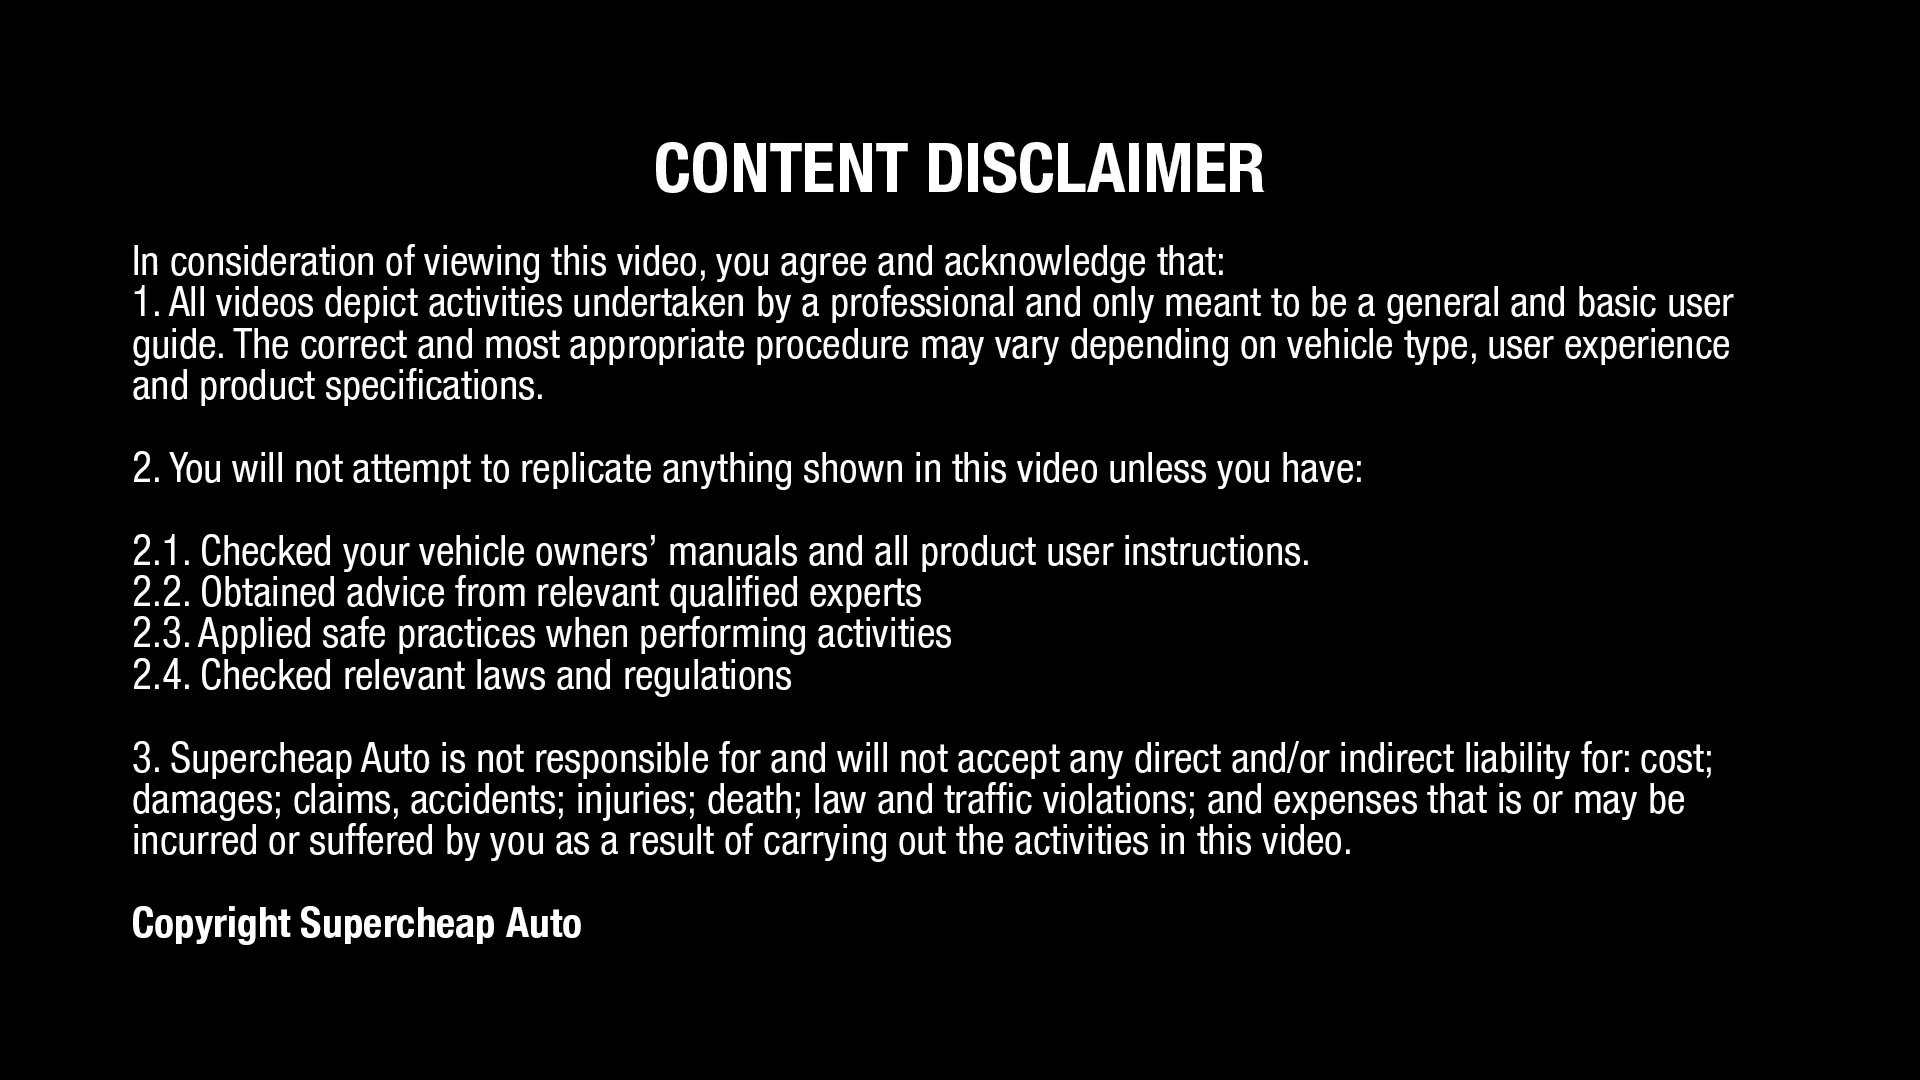 CONTENT DISCLAIMER
In consideration of viewing this video, you agree and acknowledge that:
1. All videos depict activities undertaken by a professional and only meant to be a general and basic user
guide. The correct and most appropriate procedure may vary depending on vehicle type, user experience
and product specifications.
2. You will not attempt to replicate anything shown in this video unless you have:
2.1. Checked your vehicle owners’ manuals and all product user instructions.
2.2. Obtained advice from relevant qualified experts
2.3. Applied safe practices when performing activities
2.4. Checked relevant laws and regulations
3. Supercheap Auto is not responsible for and will not accept any direct and/or indirect liability for: cost;
damages; claims, accidents; injuries; death; law and traffic violations; and expenses that is or may be
incurred or suffered by you as a result of carrying out the activities in this video.
Copyright Supercheap Auto